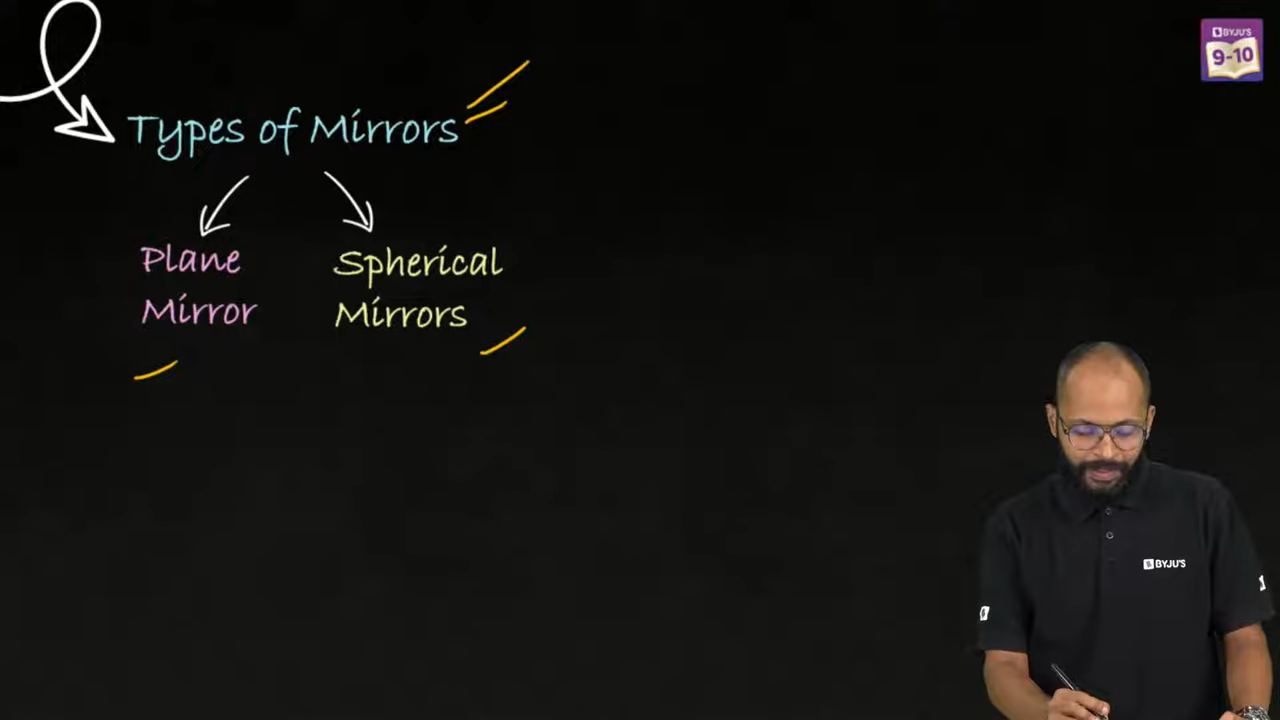 BYJU'S
9-10
Types of Mirrors
Plane
Mirror
Spherical
Mirrors
BYJU'S